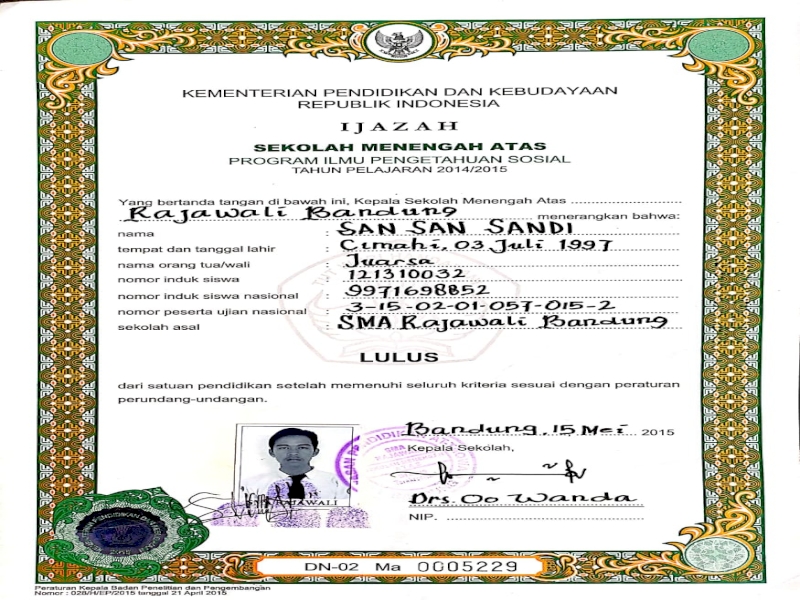 KEMENTERIAN PENDIDIKAN DAN KEBUDAYAAN
REPUBLIK INDONESIA
IJAZAH
SEKOLAH MENENGAH ATAS
PROGRAM ILMU PENGETAHUAN SOSIAL
TAHUN PELAJARAN 2014/2015
Yang bertanda tangan di bawah ini, Kepala Sekolah Menengah Atas
Rajawali Bandung menerangkan bahwa:
nama : SAN SAN SANDI
tempat dan tanggal lahir : Cimahi, 03 Juli 1997
nama orang tua/wali : Juarsa
nomor induk siswa : 121310032
nomor induk siswa nasional : 9971698852
nomor peserta ujian nasional : 3-15-02-01-057-015-2
sekolah asal : SMA Rajawali Bandung
LULUS
dari satuan pendidikan setelah memenuhi seluruh kriteria sesuai dengan peraturan
perundang-undangan.
Bandung, 15 Mei 2015
Kepala Sekolah,
Drs. Oo Wanda
NIP.
DN-02 Ma 0005229
Peraturan Kepala Badan Penelitian dan Pengembangan
Nomor : 028/H/EP/2015 tanggal 21 April 2015